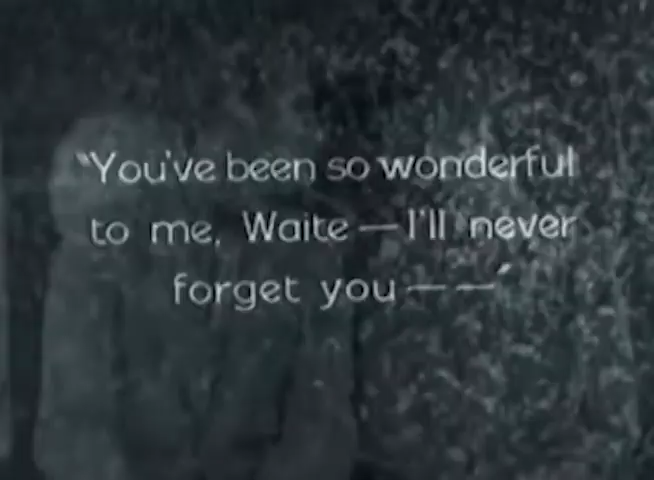 "You've been so wonderful
to me, Waite — I'll never
forget you — —"